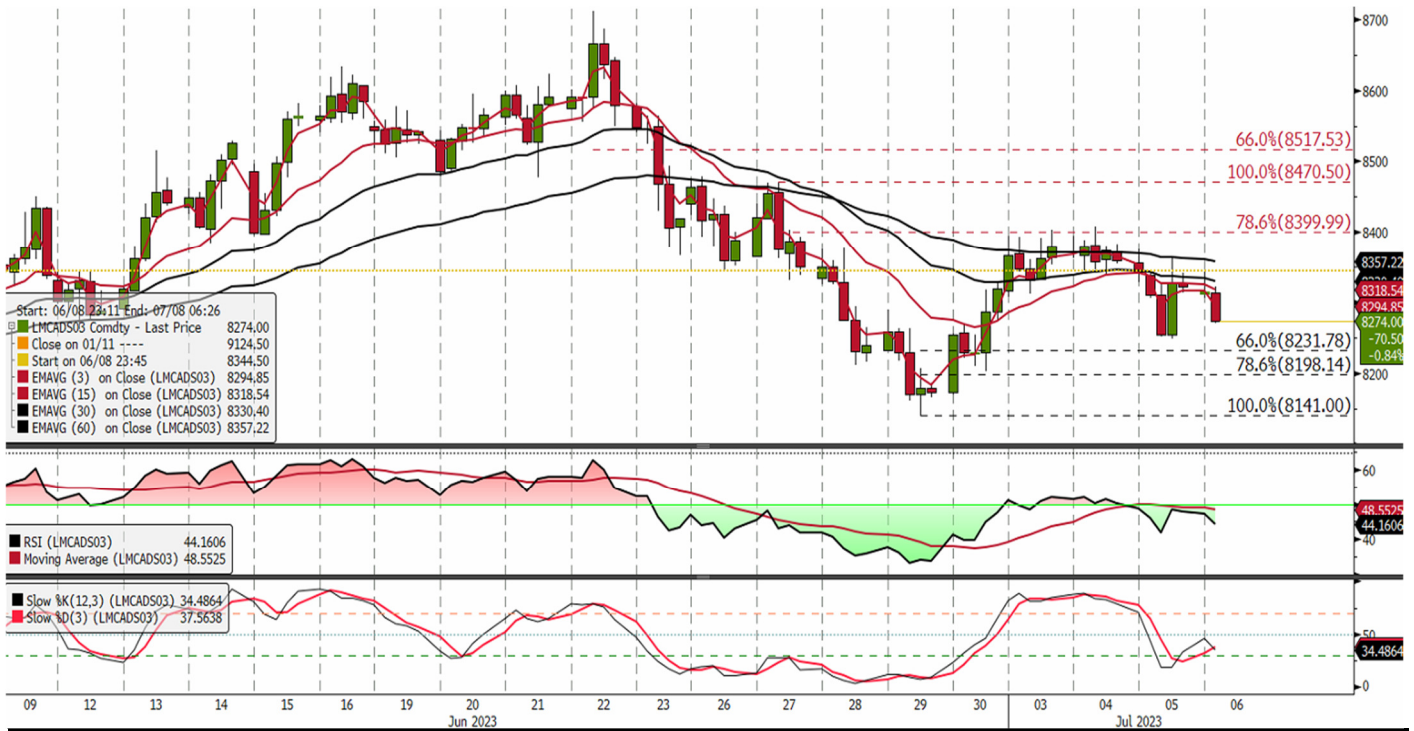 8700
8600
8500
8400
8200
66.0%(8517.53)
100.0%(8470.50)
78.6%(8399.99)
66.0%(8231.78)
78.6%(8198.14)
100.0%(8141.00)
8357.22
8318.54
8294.85
8274.00
-70.50
-0.84%
Start: 06/08 23:11 End: 07/08 06:26
LMCADS03 Comdty - Last Price 8274.00
Close on 01/11 ---- 9124.50
Start on 06/08 23:45 8344.50
EMAVG (3) on Close (LMCADS03) 8294.85
EMAVG (15) on Close (LMCADS03) 8318.54
EMAVG (30) on Close (LMCADS03) 8330.40
EMAVG (60) on Close (LMCADS03) 8357.22
60
48.5525
44.1606
40
RSI (LMCADS03) 44.1606
Moving Average (LMCADS03) 48.5525
Slow %K(12,3) (LMCADS03) 34.4864
Slow %D(3) (LMCADS03) 37.5638
50
34.4864
0
09 12 13 14 15 16 19 20 21 22 23 26 27 28 29 30 03 04 05 06
Jun 2023 Jul 2023